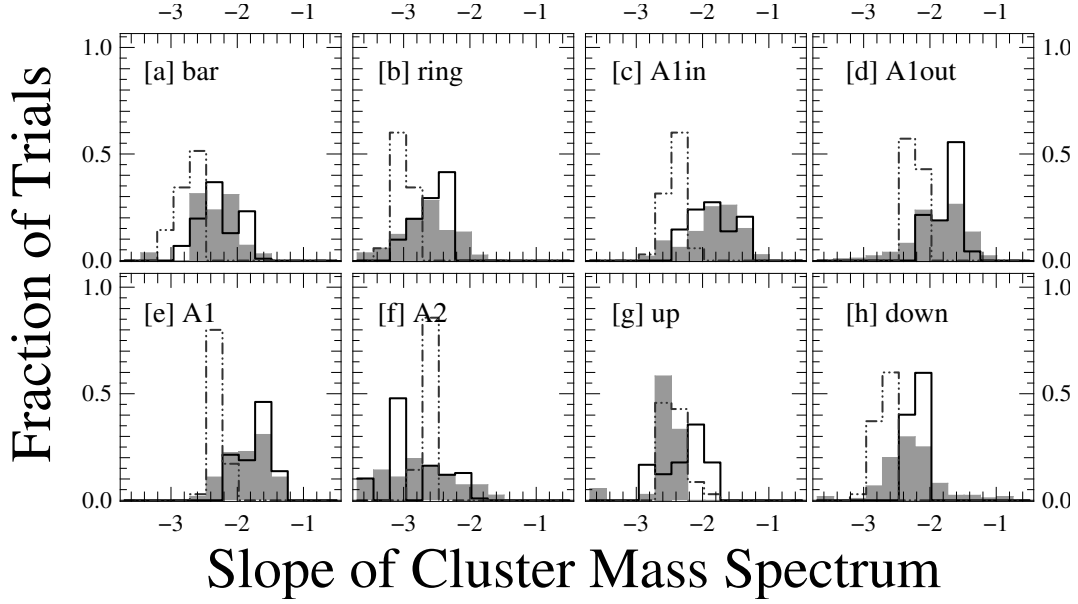 −3 −2 −1 −3 −2 −1 −3 −2 −1 −3 −2 −1
1.0 1.0
[a] bar [b] ring [c] A1in [d] A1out
0.5 0.5
0.0 0.0
1.0 1.0
[e] A1 [f] A2 [g] up [h] down
0.5 0.5
0.0 0.0
−3 −2 −1 −3 −2 −1 −3 −2 −1 −3 −2 −1
Fraction of Trials
Slope of Cluster Mass Spectrum